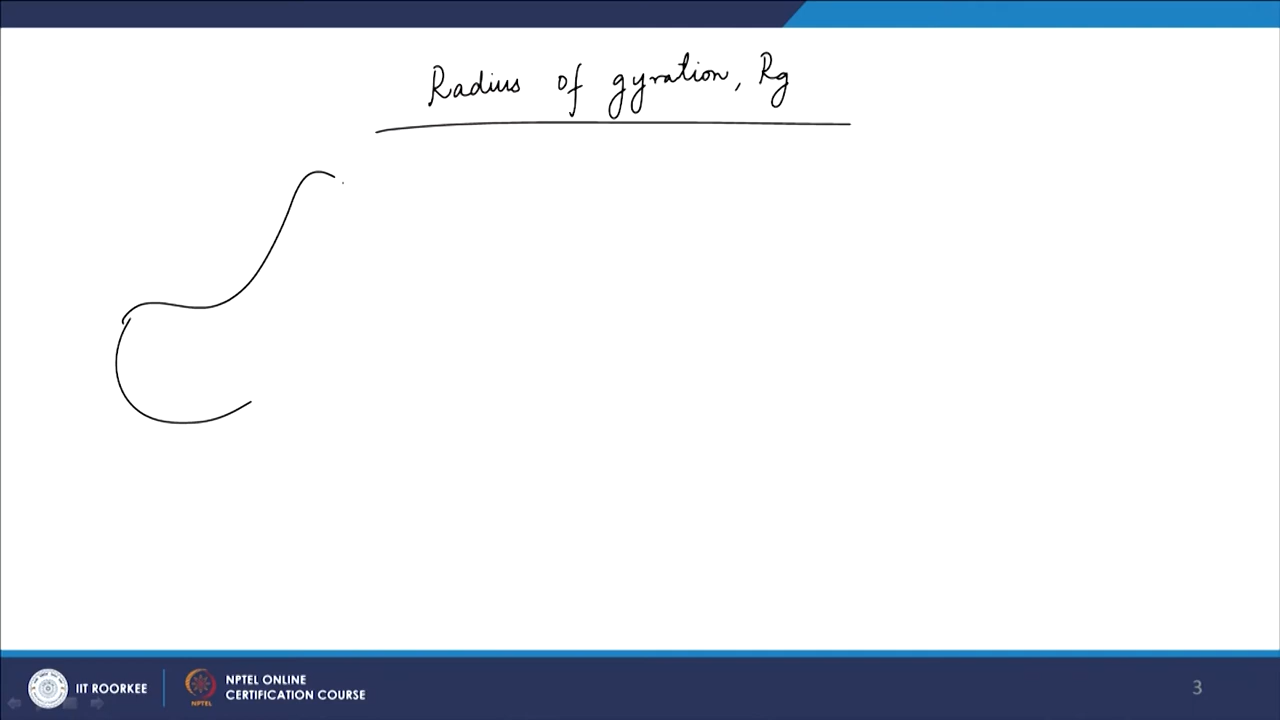 Radius of gyration, Rg
IIT ROORKEE
NPTEL ONLINE
CERTIFICATION COURSE
3